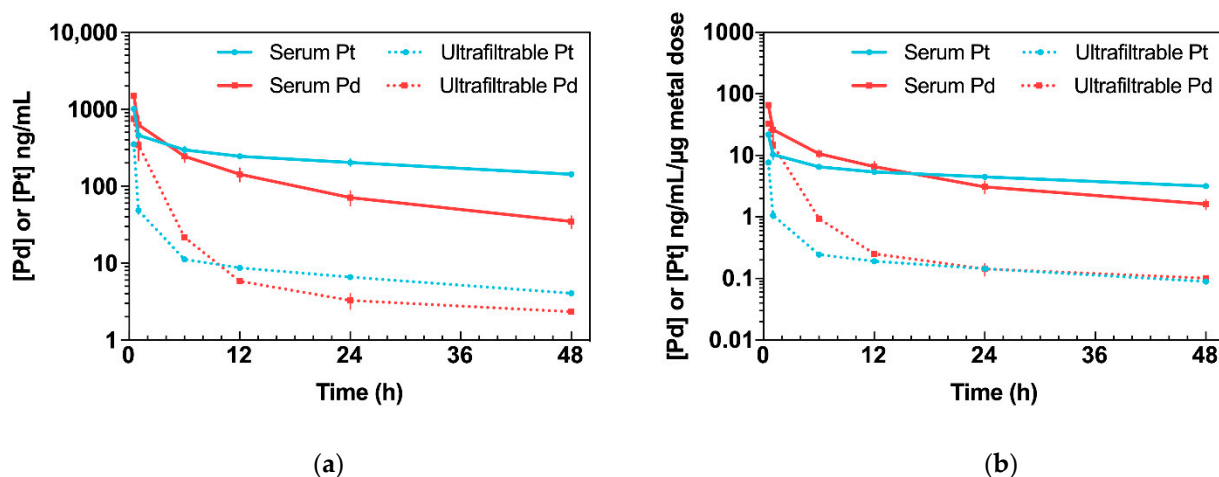 [Pd] or [Pt] ng/mL
10,000
1000
100
10
1
Serum Pt
Ultrafiltrable Pt
Serum Pd
Ultrafiltrable Pd
0 12 24 36 48
Time (h)
(a)
[Pd] or [Pt] ng/mL/µg metal dose
1000
100
10
1
0.1
0.01
Serum Pt
Ultrafiltrable Pt
Serum Pd
Ultrafiltrable Pd
0 12 24 36 48
Time (h)
(b)